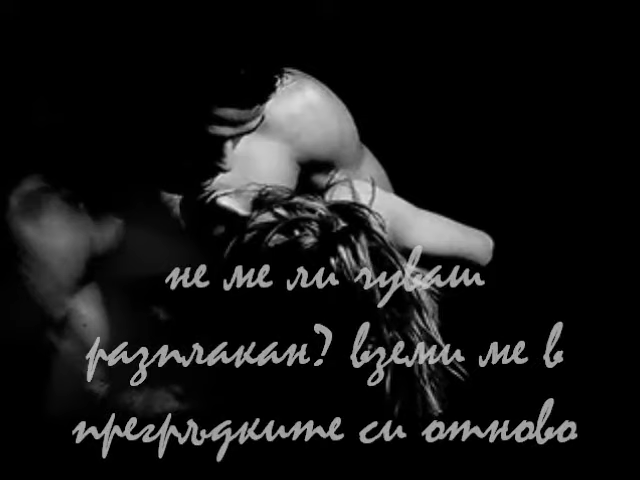 не ме ли чуваш
разплакан? вземи ме в
прегръдките си отново